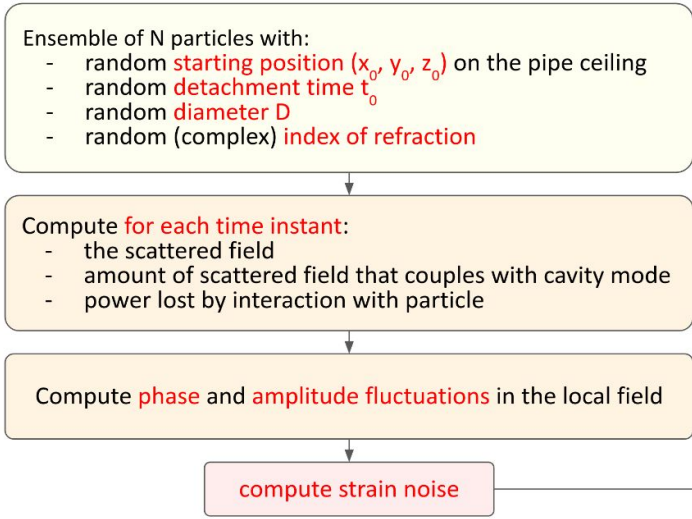 Ensemble of N particles with:
- random starting position (x₀, y₀, z₀) on the pipe ceiling
- random detachment time t₀
- random diameter D
- random (complex) index of refraction
Compute for each time instant:
- the scattered field
- amount of scattered field that couples with cavity mode
- power lost by interaction with particle
Compute phase and amplitude fluctuations in the local field
compute strain noise